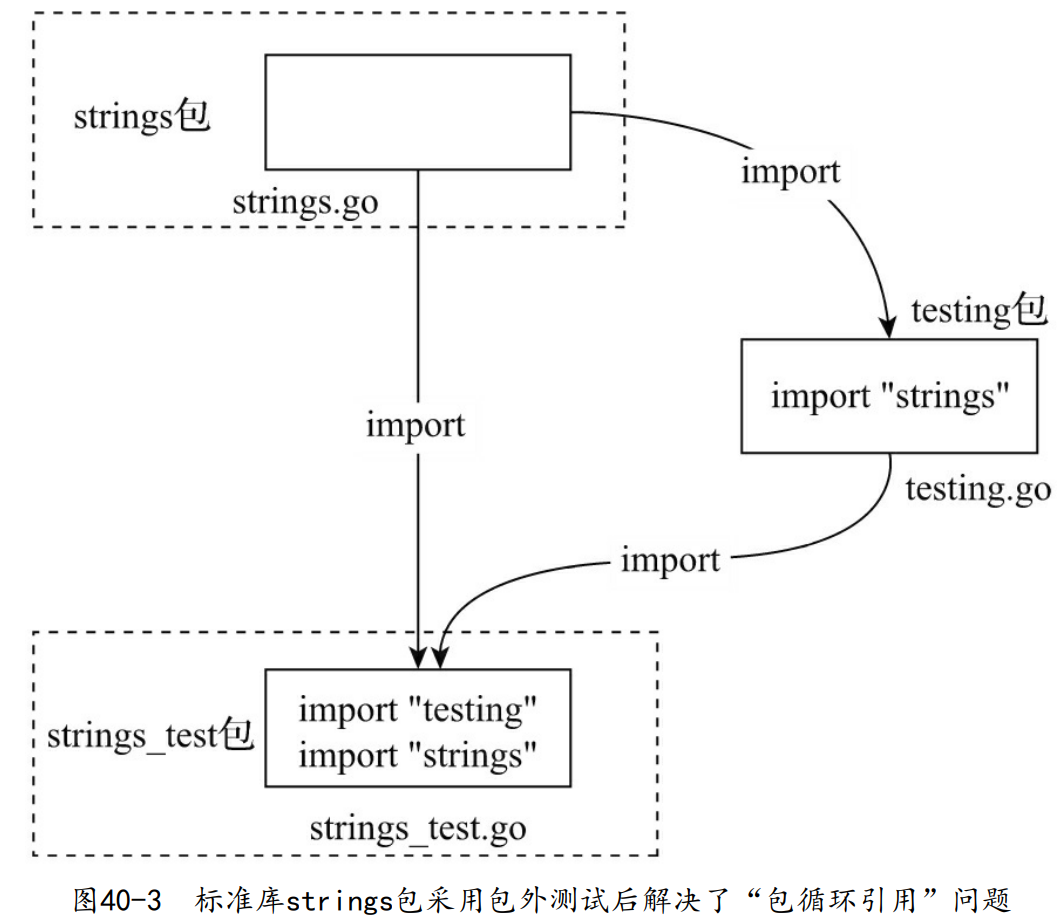 strings包
strings.go
import
testing包
import "strings"
testing.go
import
import
strings_test包
import "testing"
import "strings"
strings_test.go
图40-3 标准库strings包采用包外测试后解决了“包循环引用”问题